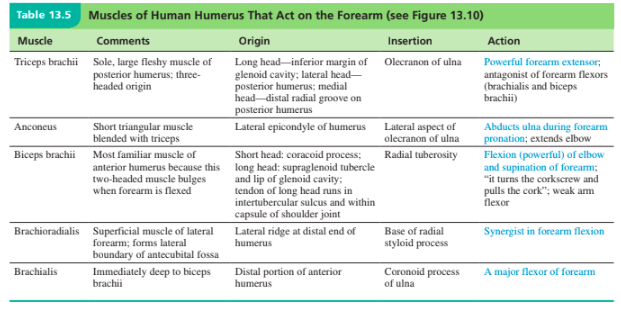 Table 13.5 Muscles of Human Humerus That Act on the Forearm (see Figure 13.10)
Muscle Comments Origin Insertion Action
Triceps brachii Sole, large fleshy muscle of Long head—inferior margin of Olecranon of ulna Powerful forearm extensor;
posterior humerus; three- glenoid cavity; lateral head— antagonist of forearm flexors
headed origin posterior humerus; medial (brachialis and biceps
head—distal radial groove on brachii)
posterior humerus
Anconeus Short triangular muscle Lateral epicondyle of humerus Lateral aspect of Abducts ulna during forearm
blended with triceps olecranon of ulna pronation; extends elbow
Biceps brachii Most familiar muscle of Short head: coracoid process; Radial tuberosity Flexion (powerful) of elbow
anterior humerus because this long head: supraglenoid tubercle and supination of forearm;
two-headed muscle bulges and lip of glenoid cavity; "it turns the corkscrew and
when forearm is flexed tendon of long head runs in pulls the cork"; weak arm
intertubercular sulcus and within flexor
capsule of shoulder joint
Brachioradialis Superficial muscle of lateral Lateral ridge at distal end of Base of radial Synergist in forearm flexion
forearm; forms lateral humerus styloid process
boundary of antecubital fossa
Brachialis Immediately deep to biceps Distal portion of anterior Coronoid process A major flexor of forearm
brachii humerus of ulna